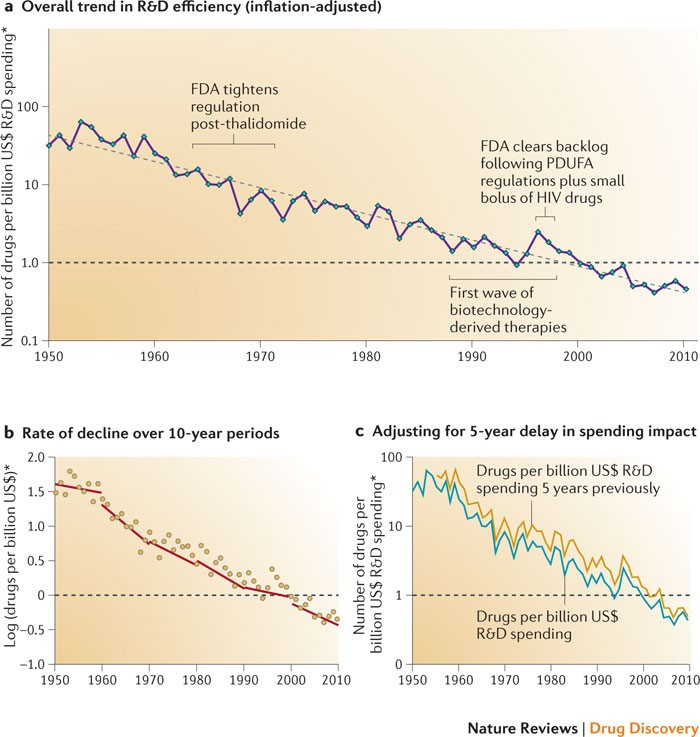 a Overall trend in R&D efficiency (inflation-adjusted)
Number of drugs per billion US$ R&D spending*
100
10
1.0
0.1
FDA tightens
regulation
post-thalidomide
FDA clears backlog
following PDUFA
regulations plus small
bolus of HIV drugs
First wave of
biotechnology-
derived therapies
1950 1960 1970 1980 1990 2000 2010
b Rate of decline over 10-year periods
Log (drugs per billion US$)*
2.0
1.5
1.0
0.5
0
–0.5
–1.0
1950 1960 1970 1980 1990 2000 2010
c Adjusting for 5-year delay in spending impact
Number of drugs per
billion US$ R&D spending*
100
10
1
0
Drugs per billion US$ R&D
spending 5 years previously
Drugs per billion US$
R&D spending
1950 1960 1970 1980 1990 2000 2010
Nature Reviews | Drug Discovery